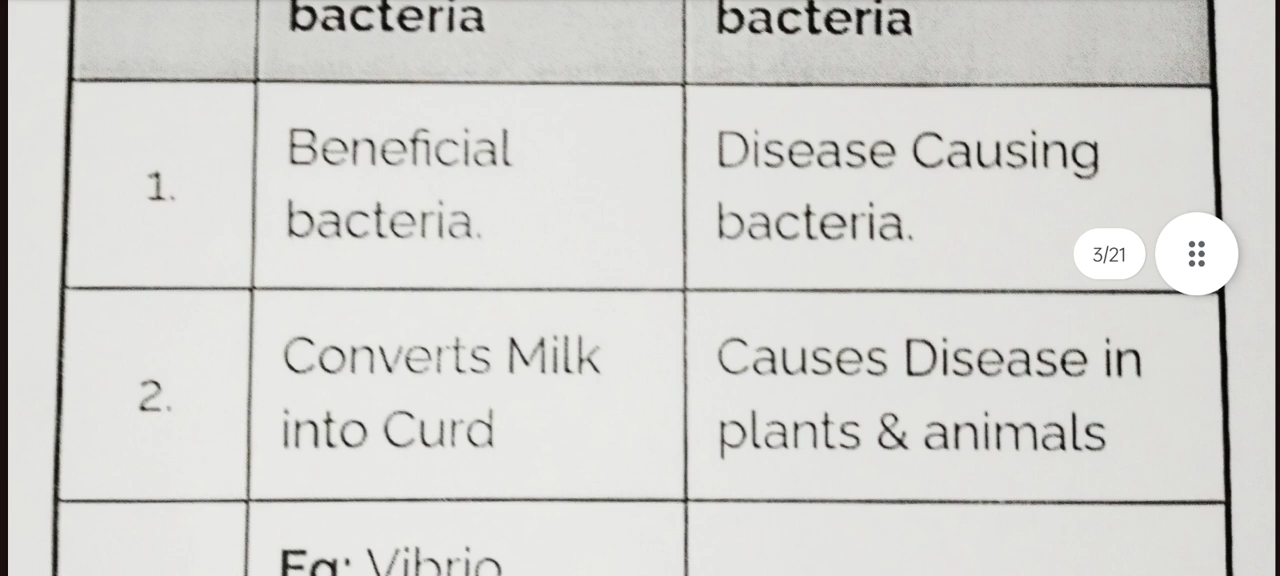 bacteria bacteria
1. Beneficial Disease Causing
bacteria. bacteria.
3/21
2. Converts Milk Causes Disease in
into Curd plants & animals
Eg: Vibrio